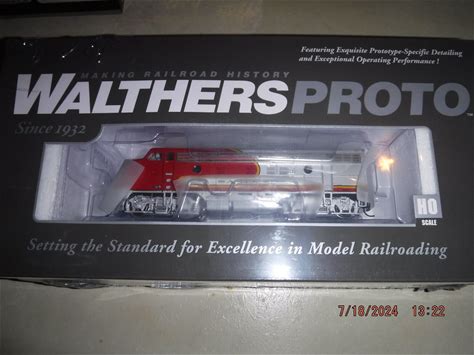 Featuring Exquisite Prototype-Specific Detailing
and Exceptional Operating Performance!
MAKING RAILROAD HISTORY
WALTHERSPROTO™
Since 1932
HO
SCALE
Setting the Standard for Excellence in Model Railroading
7/18/2024 13:22